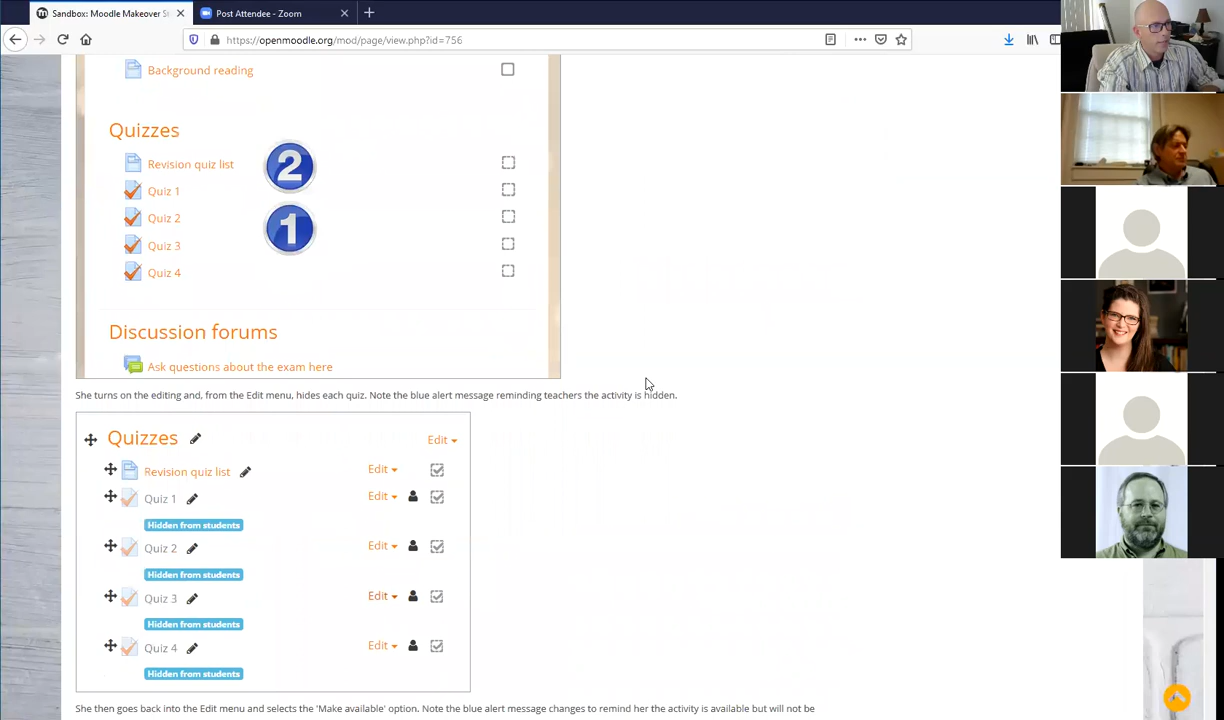 Sandbox: Moodle Makeover S
Post Attendee - Zoom
https://openmoodle.org/mod/page/view.php?id=756
Background reading
Quizzes
Revision quiz list
2
Quiz 1
Quiz 2
1
Quiz 3
Quiz 4
Discussion forums
Ask questions about the exam here
She turns on the editing and, from the Edit menu, hides each quiz. Note the blue alert message reminding teachers the activity is hidden.
Quizzes
Edit
Revision quiz list
Edit
Quiz 1
Edit
Hidden from students
Quiz 2
Edit
Hidden from students
Quiz 3
Edit
Hidden from students
Quiz 4
Edit
Hidden from students
She then goes back into the Edit menu and selects the 'Make available' option. Note the blue alert message changes to remind her the activity is available but will not be